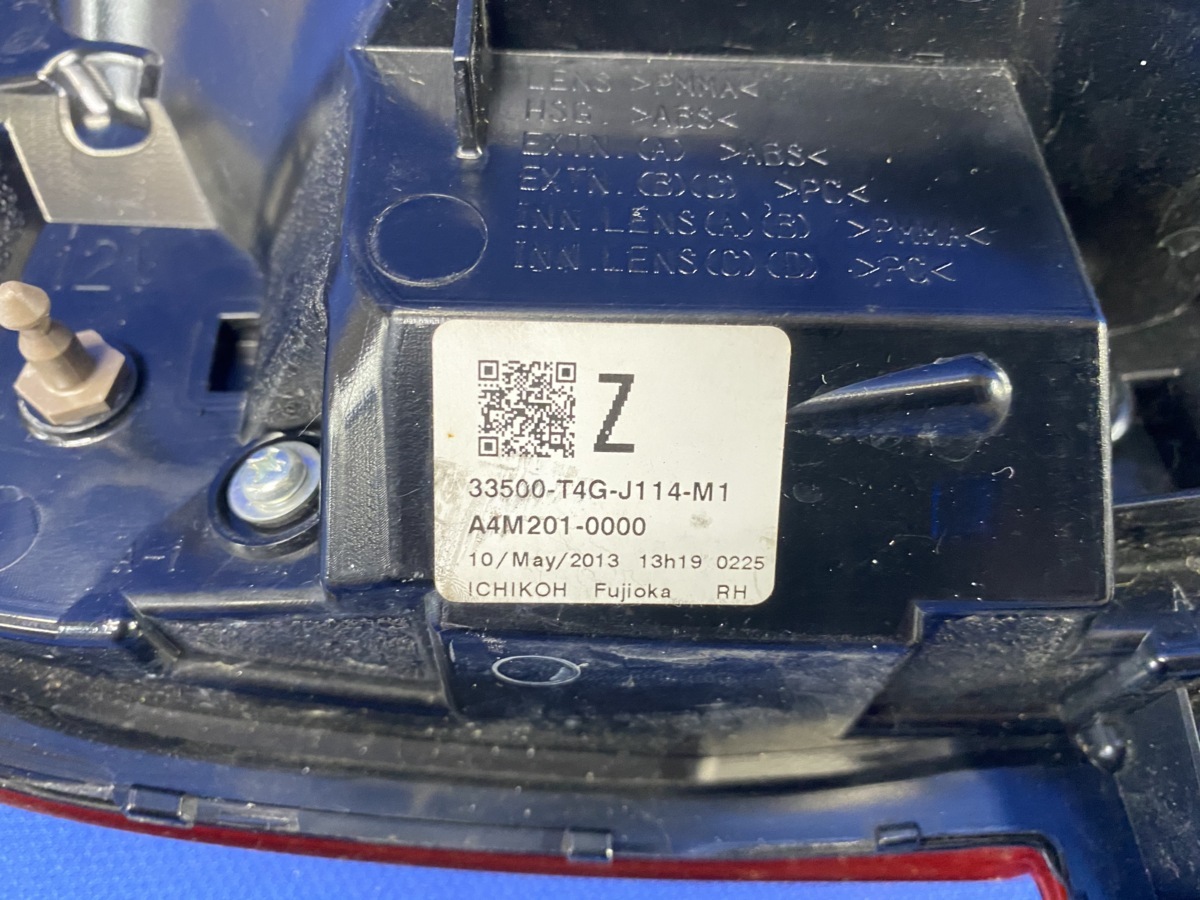 LENS >PMMA<
HSG. >ABS<
EXTN.(A) >ABS<
EXTN.(B)(C) >PC<
INN.LENS(A)(B) >PMMA<
INN.LENS(C)(D) >PC<
Z
33500-T4G-J114-M1
A4M201-0000
10/May/2013 13h19 0225
ICHIKOH Fujioka RH